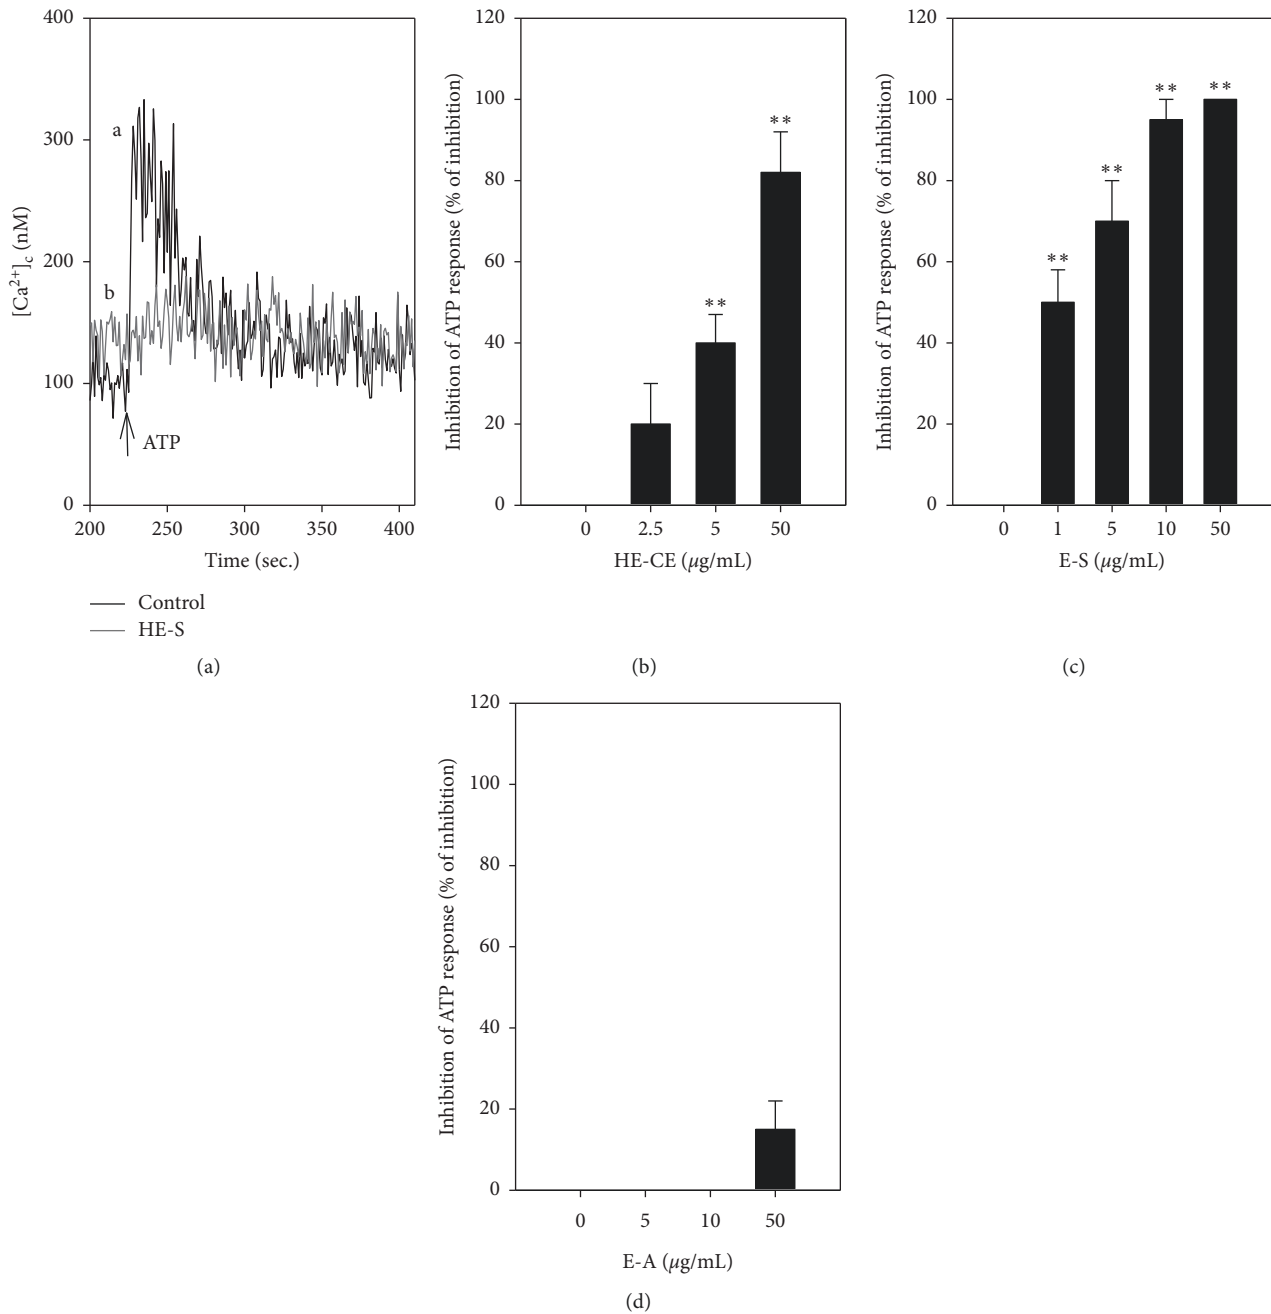 400
300
200
100
0
[Ca²⁺]c (nM)
a
b
ATP
200 250 300 350 400
Time (sec.)
Control
HE-S
(a)
120
100
80
60
40
20
0
Inhibition of ATP response (% of inhibition)
**
**
0 2.5 5 50
HE-CE (μg/mL)
(b)
120
100
80
60
40
20
0
Inhibition of ATP response (% of inhibition)
** **
**
**
0 1 5 10 50
E-S (μg/mL)
(c)
120
100
80
60
40
20
0
Inhibition of ATP response (% of inhibition)
0 5 10 50
E-A (μg/mL)
(d)